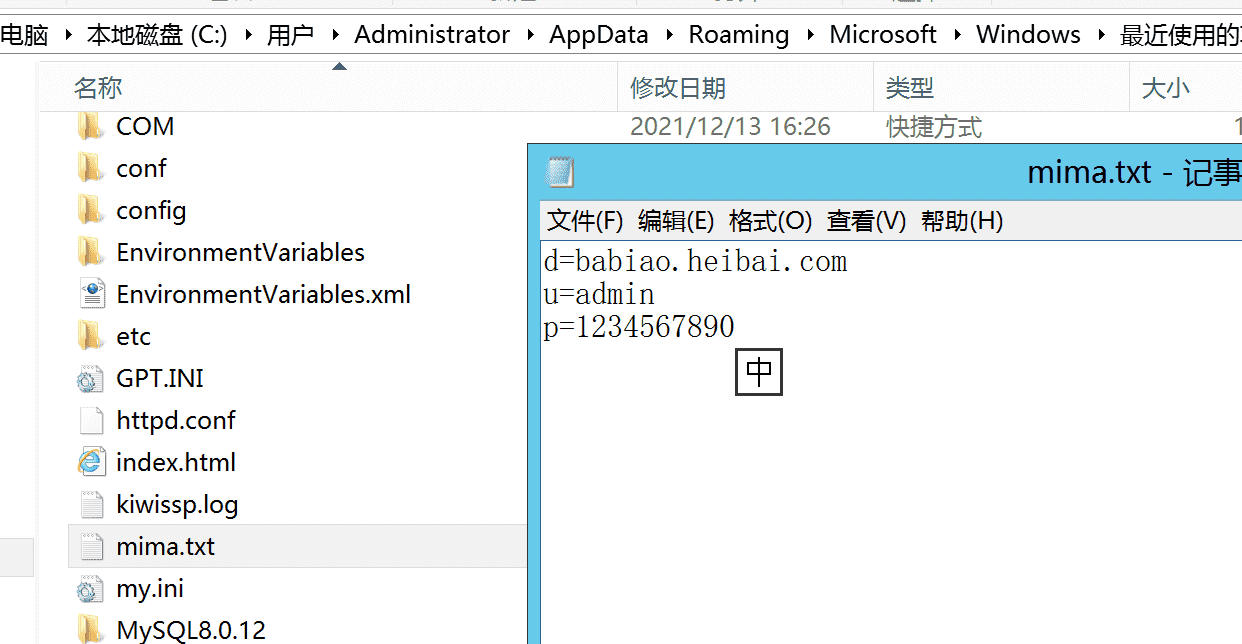 电脑 本地磁盘 (C:) 用户 Administrator AppData Roaming Microsoft Windows 最近使用的
名称 修改日期 类型 大小
COM 2021/12/13 16:26 快捷方式
conf
config
EnvironmentVariables
EnvironmentVariables.xml
etc
GPT.INI
httpd.conf
index.html
kiwissp.log
mima.txt
my.ini
MySQL8.0.12
mima.txt - 记事
文件(F) 编辑(E) 格式(O) 查看(V) 帮助(H)
d=babiao.heibai.com
u=admin
p=1234567890
中